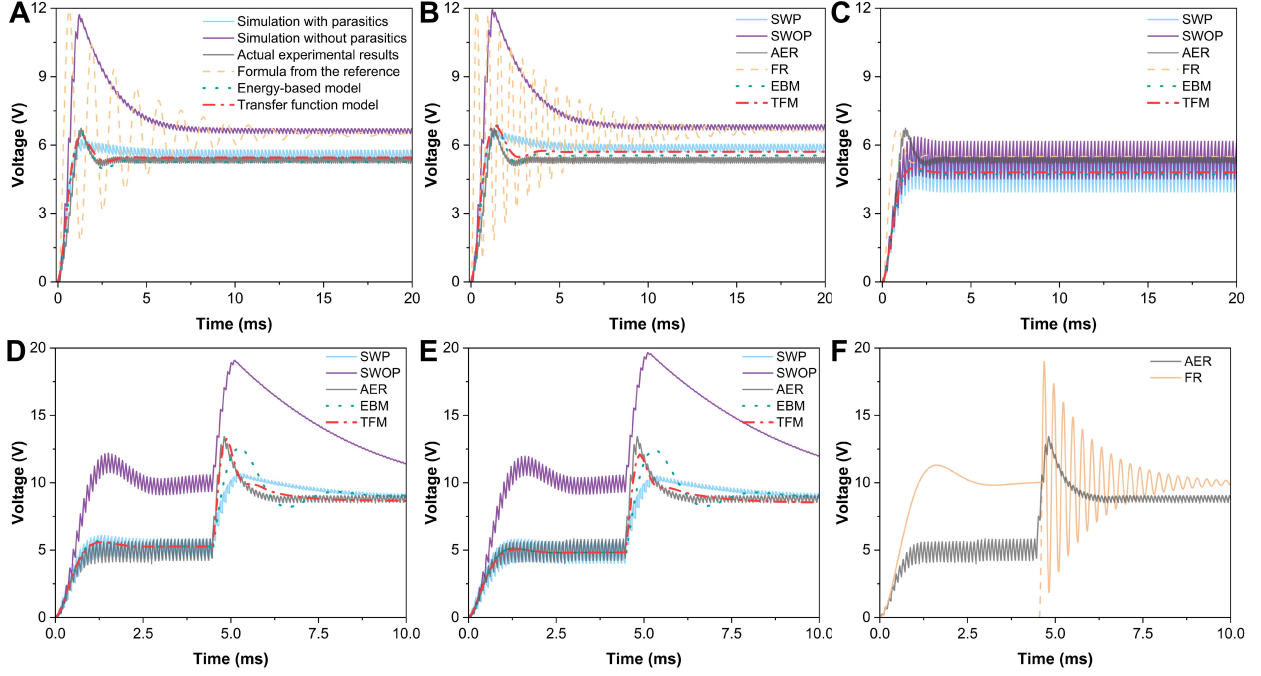 A
12
9
6
3
0
Voltage (V)
0 5 10 15 20
Time (ms)
Simulation with parasitics
Simulation without parasitics
Actual experimental results
Formula from the reference
Energy-based model
Transfer function model
B
12
9
6
3
0
Voltage (V)
0 5 10 15 20
Time (ms)
SWP
SWOP
AER
FR
EBM
TFM
C
12
9
6
3
0
Voltage (V)
0 5 10 15 20
Time (ms)
SWP
SWOP
AER
FR
EBM
TFM
D
20
15
10
5
0
Voltage (V)
0.0 2.5 5.0 7.5 10.0
Time (ms)
SWP
SWOP
AER
EBM
TFM
E
20
15
10
5
0
Voltage (V)
0.0 2.5 5.0 7.5 10.0
Time (ms)
SWP
SWOP
AER
EBM
TFM
F
20
15
10
5
0
Voltage (V)
0.0 2.5 5.0 7.5 10.0
Time (ms)
AER
FR